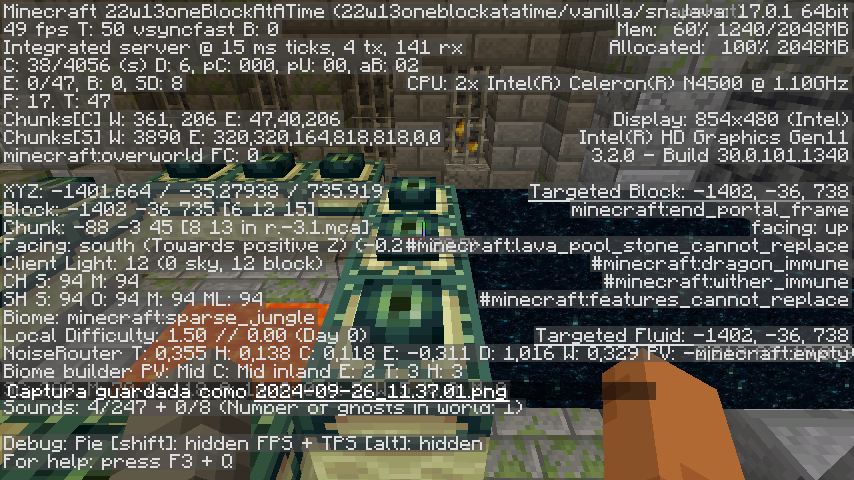 Minecraft 22w13oneBlockAtATime (22w13oneblockatatime/vanilla/sna
Java: 17.0.1 64bit
49 fps T: 50 vsyncfast B: 0
Mem: 60% 1240/2048MB
Integrated server @ 15 ms ticks, 4 tx, 141 rx
Allocated: 100% 2048MB
C: 38/4056 (s) D: 6, pC: 000, pU: 00, aB: 02
E: 0/47, B: 0, SD: 8
CPU: 2x Intel(R) Celeron(R) N4500 @ 1.10GHz
P: 17. T: 47
Chunks[C] W: 361, 206 E: 47,40,206
Display: 854x480 (Intel)
Chunks[S] W: 3890 E: 320,320,164,818,818,0,0
Intel(R) HD Graphics Gen11
minecraft:overworld FC: 0
3.2.0 - Build 30.0.101.1340
XYZ: -1401.664 / -35.27938 / 735.919
Targeted Block: -1402, -36, 738
Block: -1402 -36 735 [6 12 15]
minecraft:end_portal_frame
Chunk: -88 -3 45 [8 13 in r.-3.1.mca]
facing: up
Facing: south (Towards positive Z) (-0.2
#minecraft:lava_pool_stone_cannot_replace
Client Light: 12 (0 sky, 12 block)
#minecraft:dragon_immune
CH S: 94 M: 94
#minecraft:wither_immune
SH S: 94 O: 94 M: 94 ML: 94
#minecraft:features_cannot_replace
Biome: minecraft:sparse_jungle
Local Difficulty: 1.50 // 0.00 (Day 0)
Targeted Fluid: -1402, -36, 738
NoiseRouter T: 0,355 H: 0,138 C: 0,118 E: -0,311 D: 1,016 W: 0,329 PV: -
minecraft:empty
Biome builder PV: Mid C: Mid inland E: 2 T: 3 H: 3
Captura guardada como 2024-09-26_11.37.01.png
Sounds: 4/247 + 0/8 (Number of ghosts in world: 1)
Debug: Pie [shift]: hidden FPS + TPS [alt]: hidden
For help: press F3 + Q